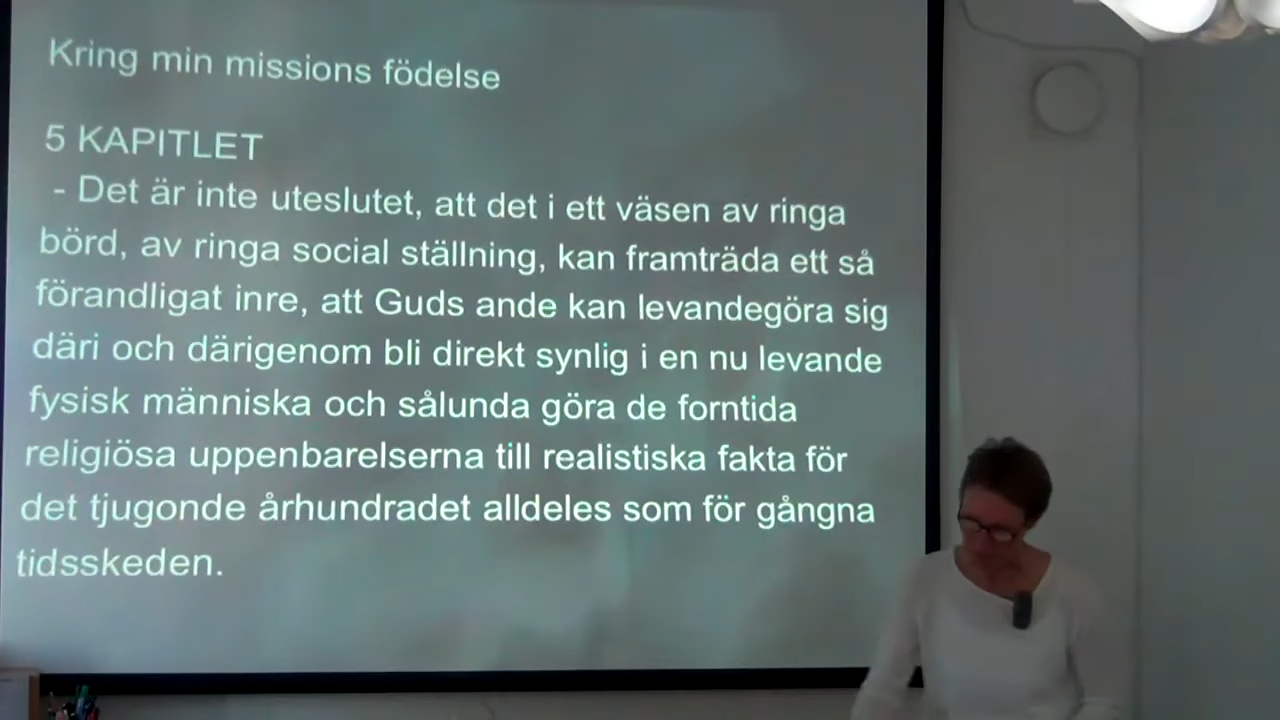 Kring min missions födelse
5 KAPITLET
- Det är inte uteslutet, att det i ett väsen av ringa
börd, av ringa social ställning, kan framträda ett så
förandligat inre, att Guds ande kan levandegöra sig
däri och därigenom bli direkt synlig i en nu levande
fysisk människa och sålunda göra de forntida
religiösa uppenbarelserna till realistiska fakta för
det tjugonde århundradet alldeles som för gångna
tidsskeden.